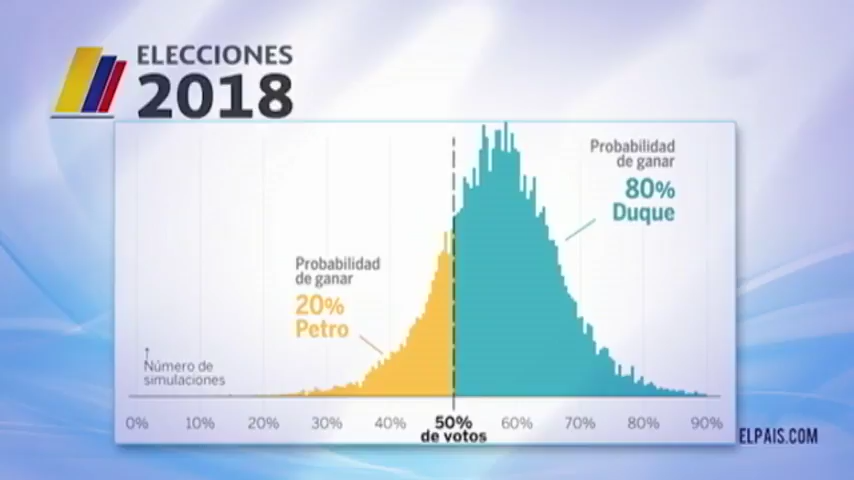 ELECCIONES
2018
Probabilidad
de ganar
80%
Duque
Probabilidad
de ganar
20%
Petro
Número de
simulaciones
0% 10% 20% 30% 40% 50% 60% 70% 80% 90%
de votos
ELPAIS.COM